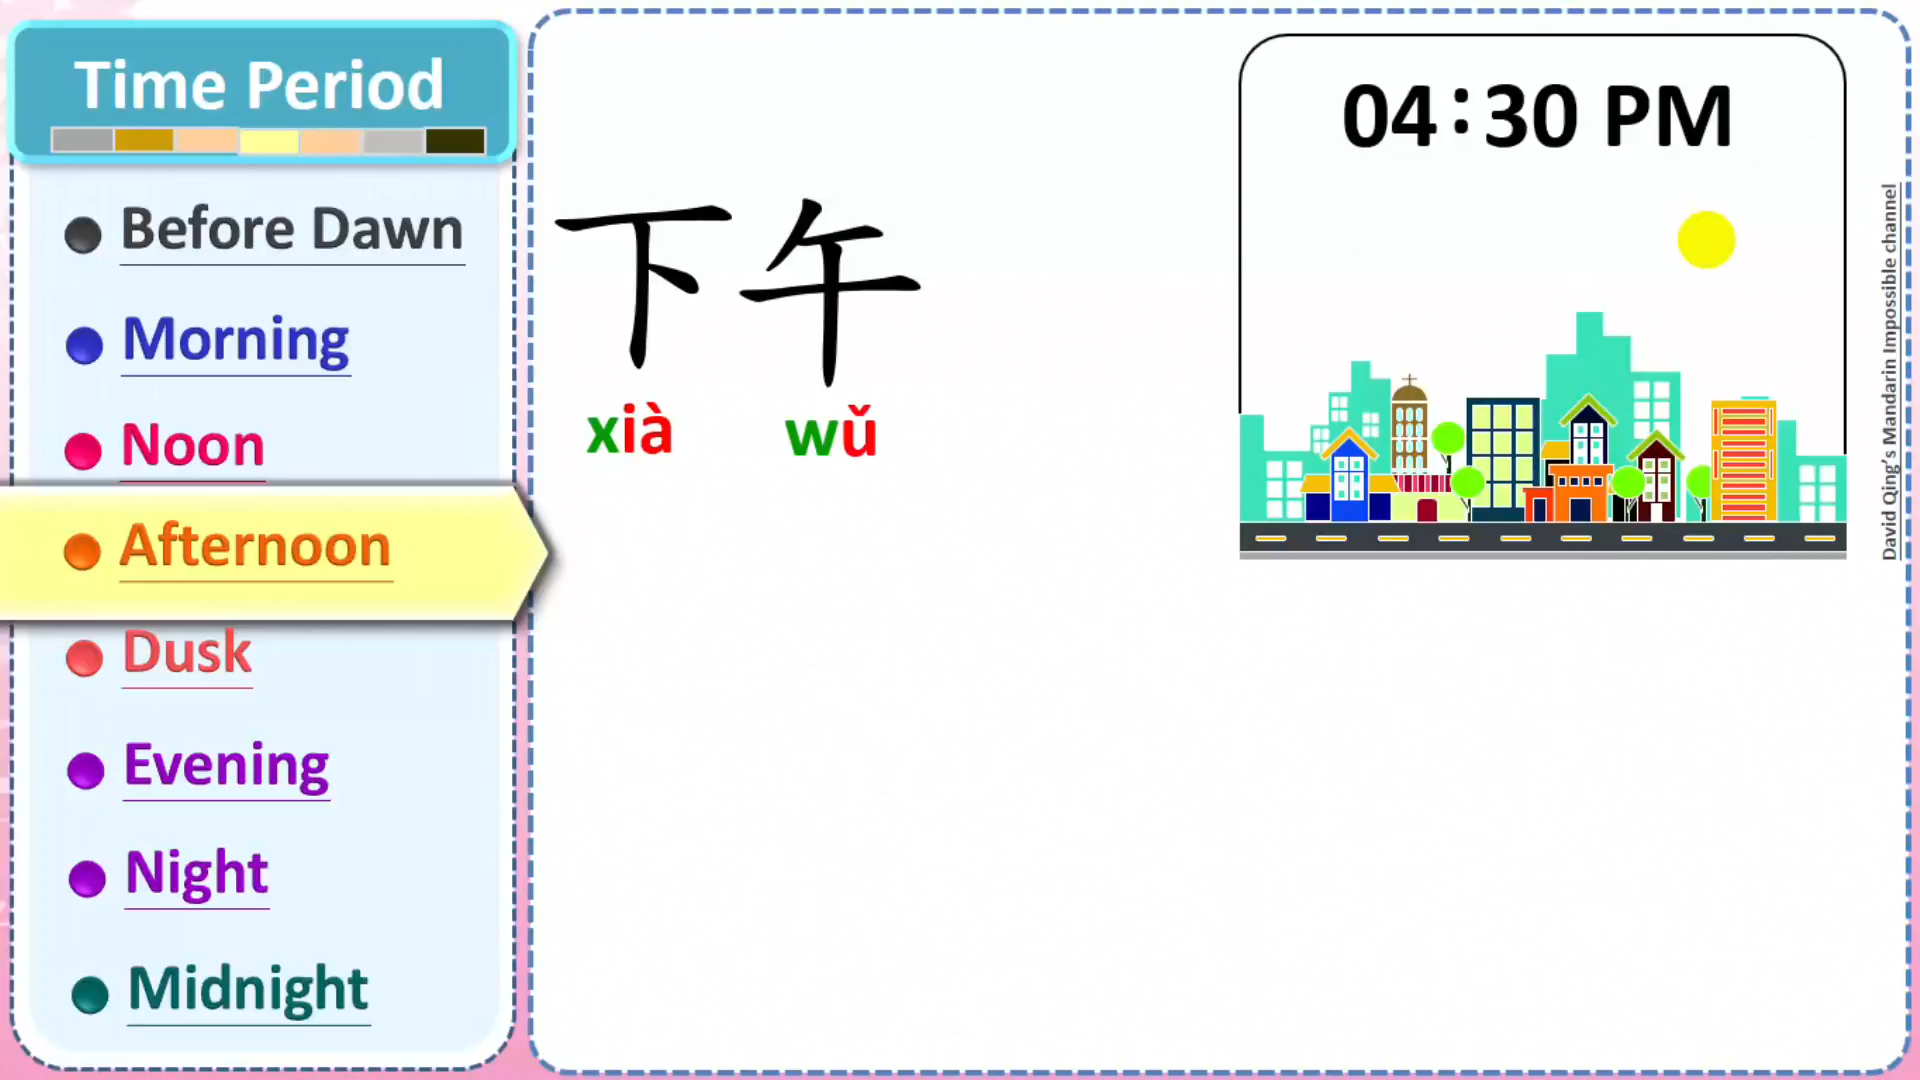 Time Period
Before Dawn
Morning
Noon
Afternoon
Dusk
Evening
Night
Midnight
下午
xià wǔ
04:30 PM
David Qing's Mandarin Impossible channel